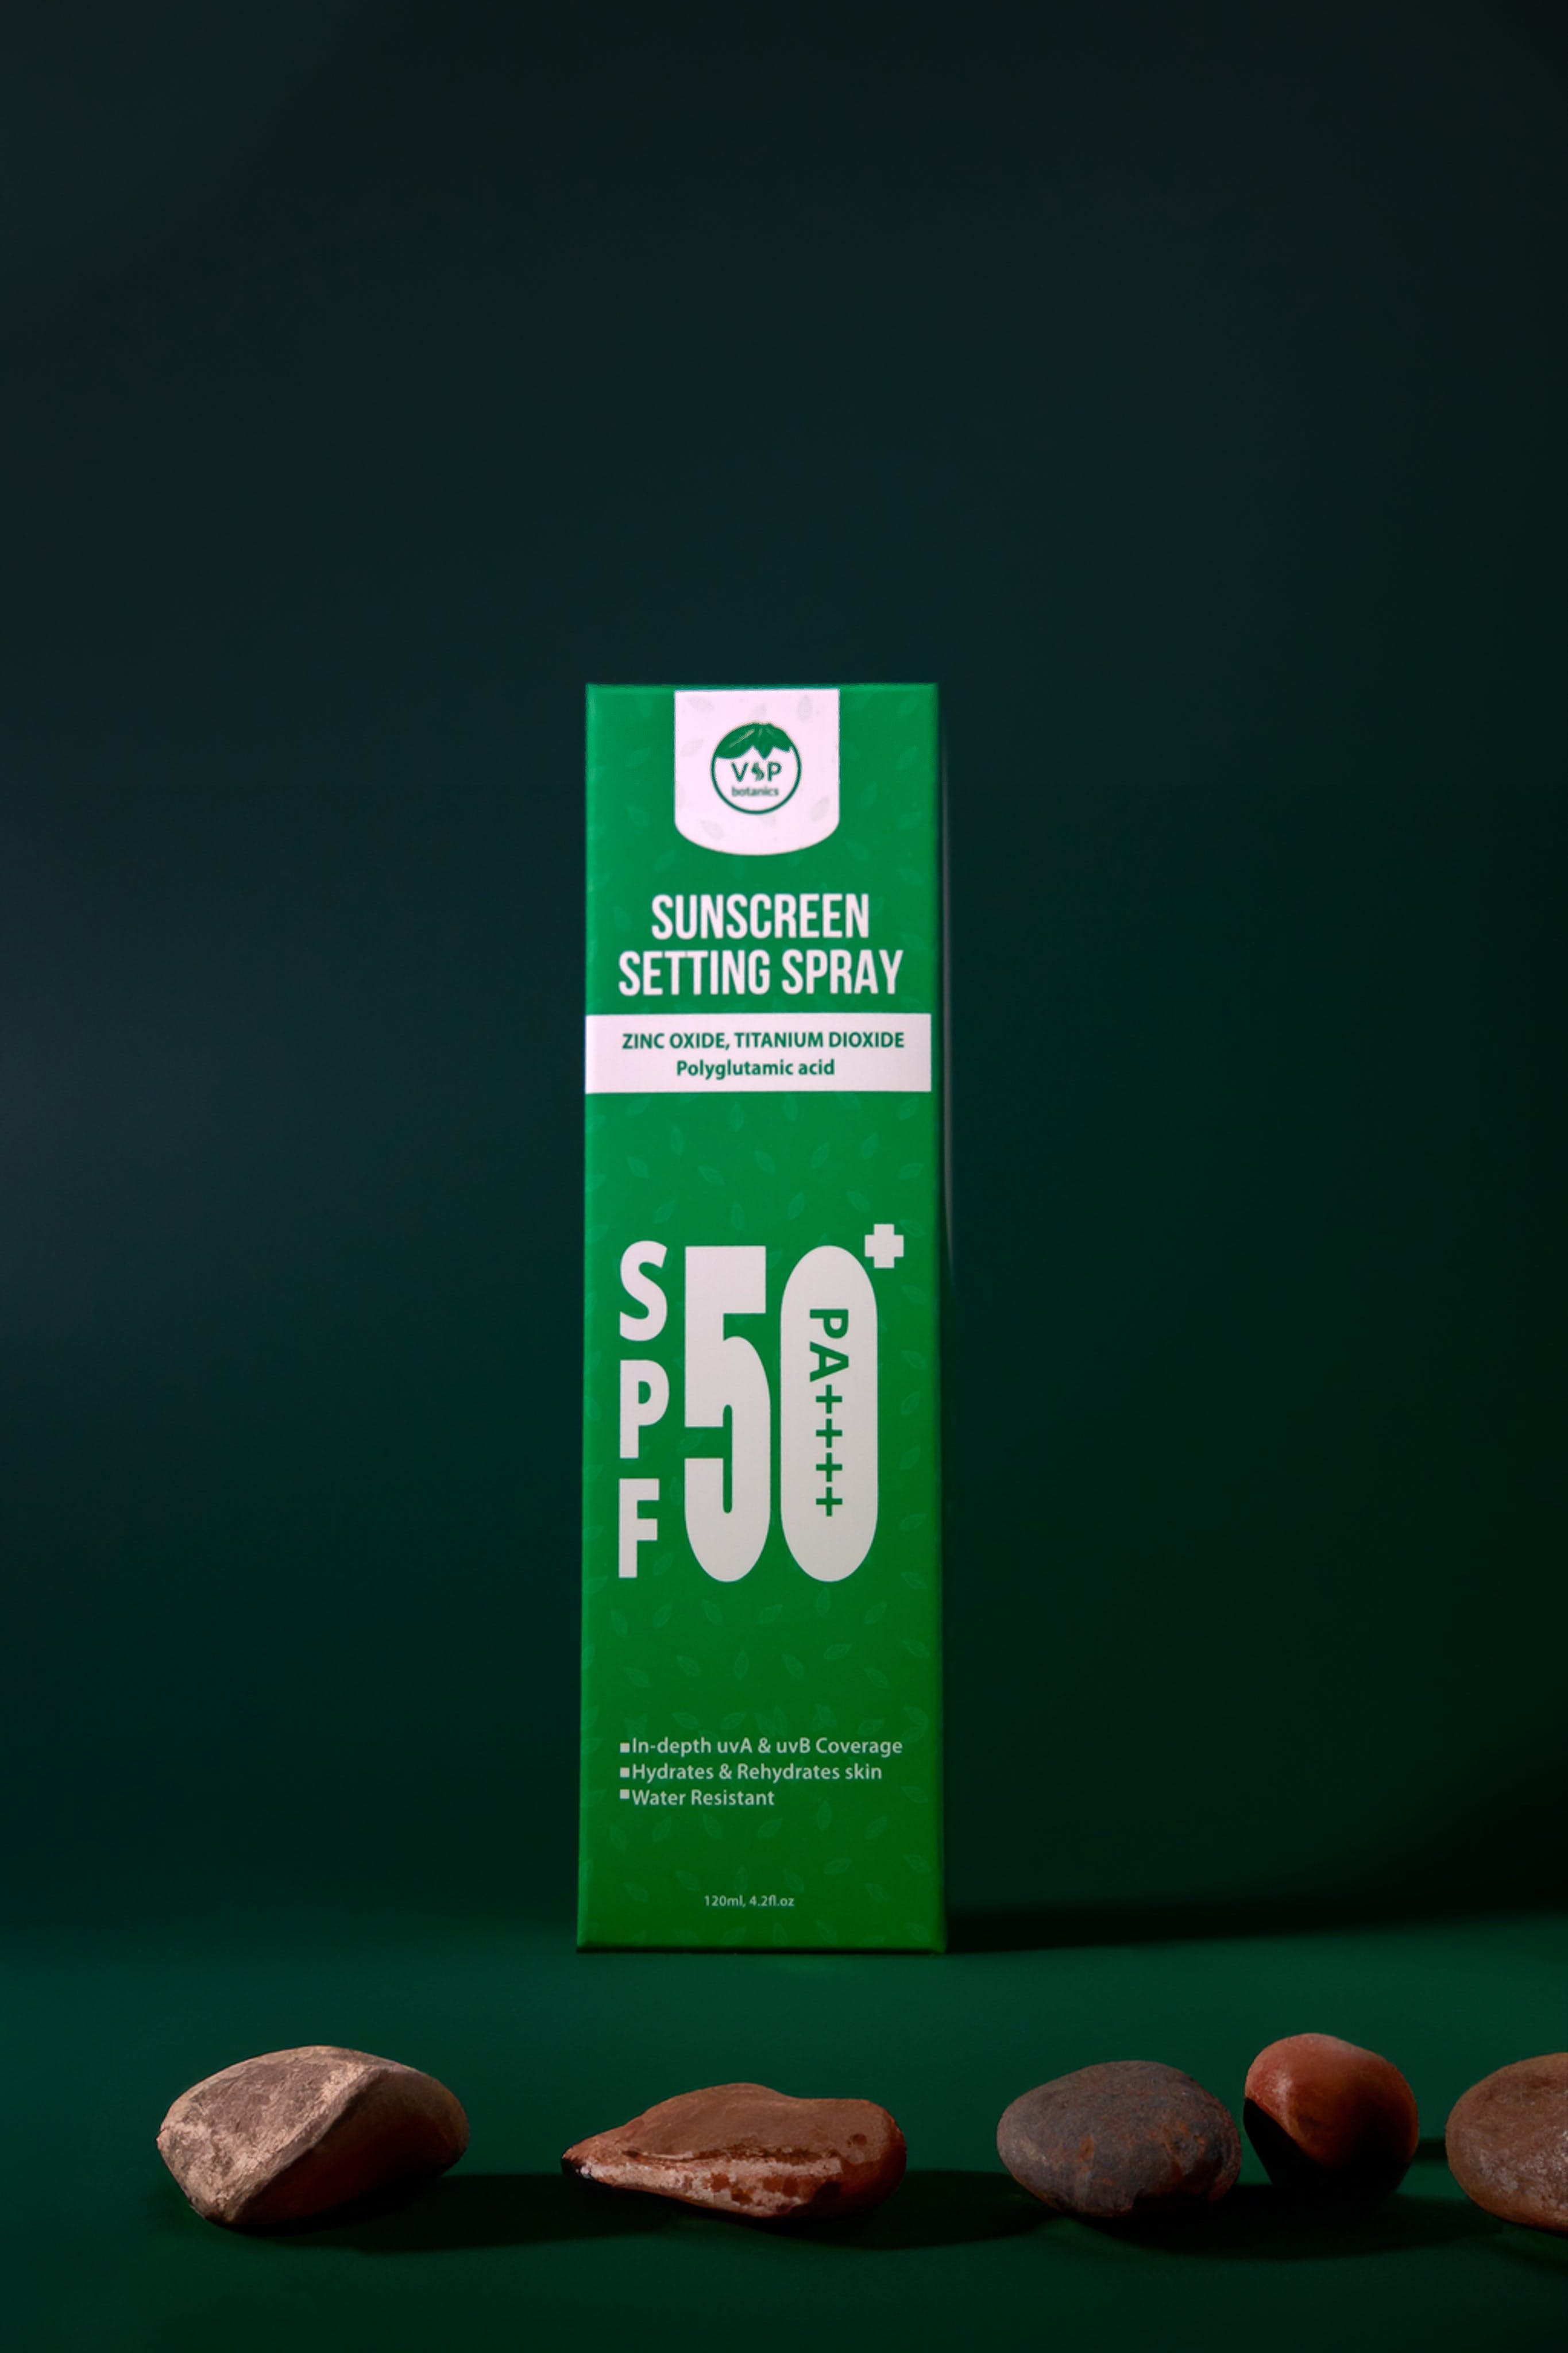 VIP
botanics
SUNSCREEN
SETTING SPRAY
ZINC OXIDE, TITANIUM DIOXIDE
Polyglutamic acid
SPF 50+
PA++++
▪In-depth uvA & uvB Coverage
▪Hydrates & Rehydrates skin
▪Water Resistant
120ml, 4.2fl.oz